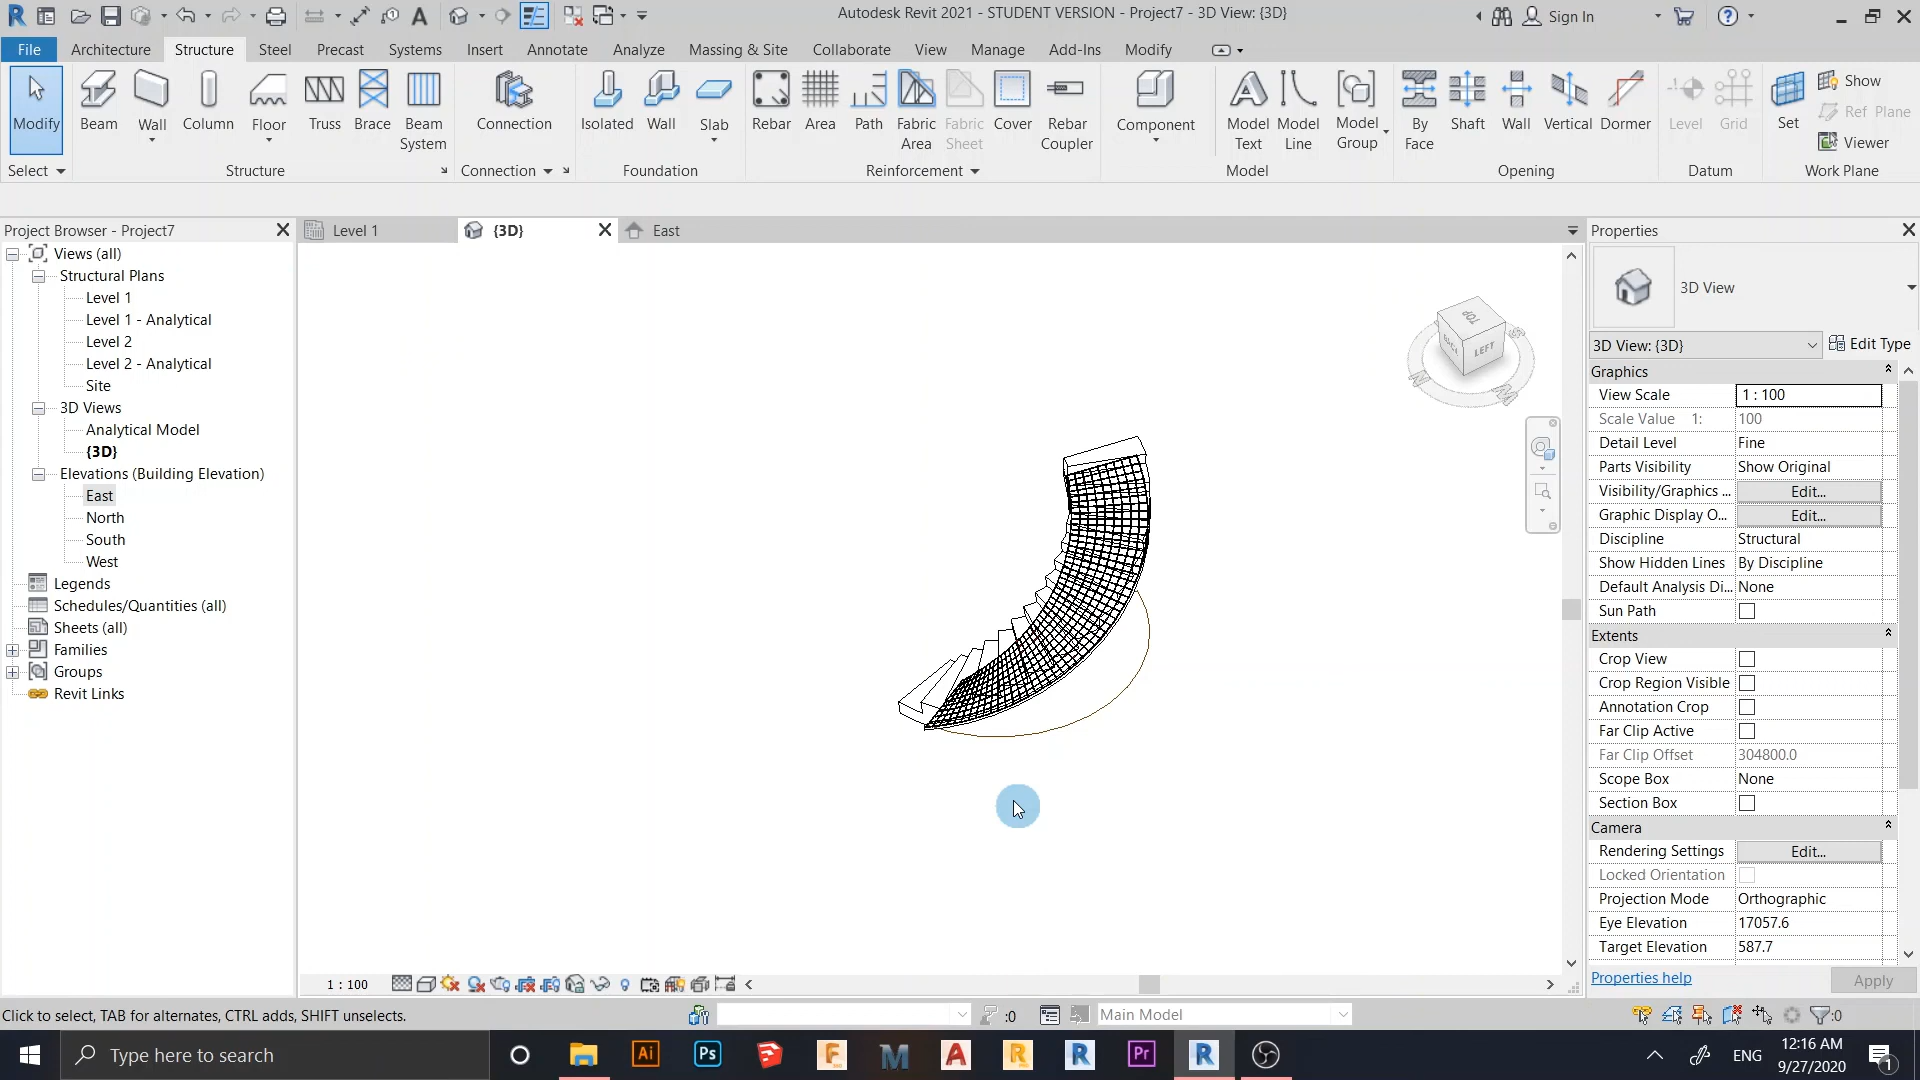 Autodesk Revit 2021 - STUDENT VERSION - Project7 - 3D View: {3D}
Sign In
File Architecture Structure Steel Precast Systems Insert Annotate Analyze Massing & Site Collaborate View Manage Add-Ins Modify
Modify Beam Wall Column Floor Truss Brace Beam System Connection Isolated Wall Slab Rebar Area Path Fabric Area Fabric Sheet Cover Rebar Coupler Component Model Text Model Line Model Group By Face Shaft Wall Vertical Dormer Level Grid Set Show Ref Plane Viewer
Select Structure Connection Foundation Reinforcement Model Opening Datum Work Plane
Project Browser - Project7
Views (all)
Structural Plans
Level 1
Level 1 - Analytical
Level 2
Level 2 - Analytical
Site
3D Views
Analytical Model
{3D}
Elevations (Building Elevation)
East
North
South
West
Legends
Schedules/Quantities (all)
Sheets (all)
Families
Groups
Revit Links
Level 1 {3D} East
TOP
LEFT
BACK
N
S
W
Properties
3D View
3D View: {3D} Edit Type
Graphics
View Scale 1 : 100
Scale Value 1: 100
Detail Level Fine
Parts Visibility Show Original
Visibility/Graphics ... Edit...
Graphic Display O... Edit...
Discipline Structural
Show Hidden Lines By Discipline
Default Analysis Di... None
Sun Path
Extents
Crop View
Crop Region Visible
Annotation Crop
Far Clip Active
Far Clip Offset 304800.0
Scope Box None
Section Box
Camera
Rendering Settings Edit...
Locked Orientation
Projection Mode Orthographic
Eye Elevation 17057.6
Target Elevation 587.7
Properties help Apply
1 : 100
Click to select, TAB for alternates, CTRL adds, SHIFT unselects.
:0
Main Model
:0
Type here to search
Ai
Ps
Pr
ENG
12:16 AM
9/27/2020
1